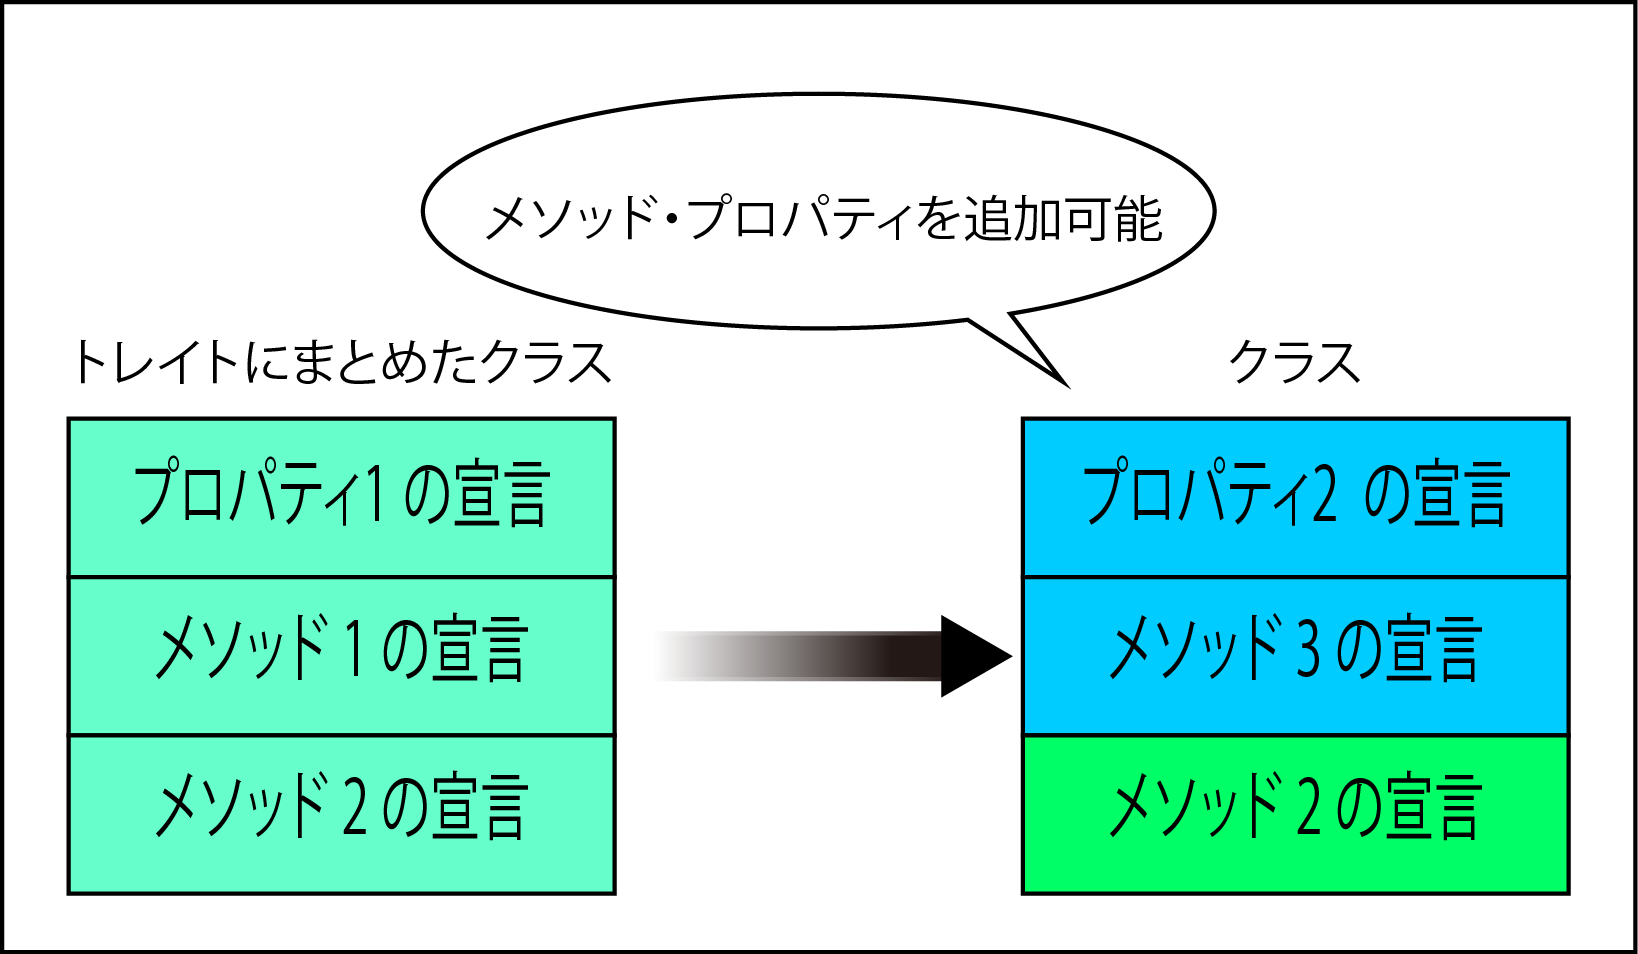 メソッド・プロパティを追加可能
トレイトにまとめたクラス
プロパティ1 の宣言
メソッド 1 の宣言
メソッド 2 の宣言
クラス
プロパティ2 の宣言
メソッド 3 の宣言
メソッド 2 の宣言